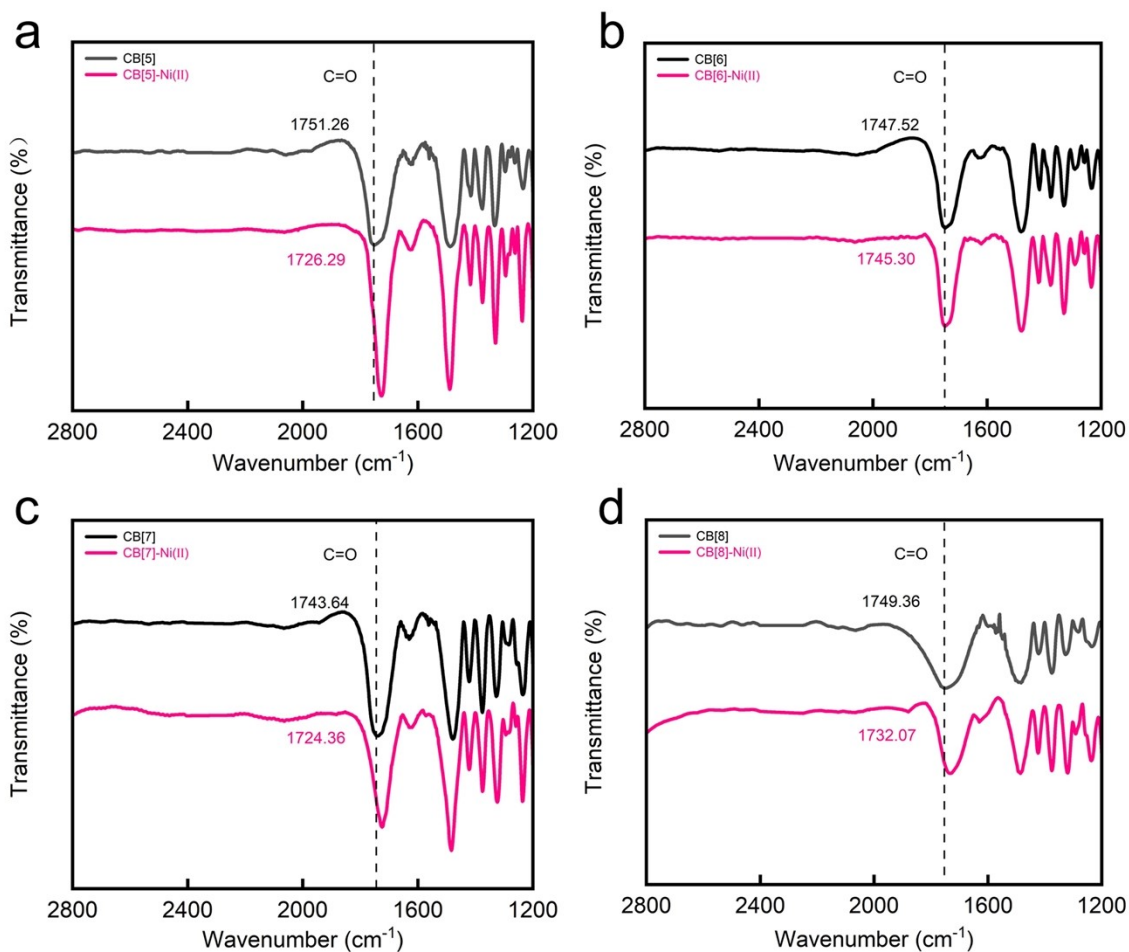 a
CB[5]
CB[5]-Ni(II)
C=O
1751.26
1726.29
Transmittance (%)
2800 2400 2000 1600 1200
Wavenumber (cm⁻¹)
b
CB[6]
CB[6]-Ni(II)
C=O
1747.52
1745.30
Transmittance (%)
2800 2400 2000 1600 1200
Wavenumber (cm⁻¹)
c
CB[7]
CB[7]-Ni(II)
C=O
1743.64
1724.36
Transmittance (%)
2800 2400 2000 1600 1200
Wavenumber (cm⁻¹)
d
CB[8]
CB[8]-Ni(II)
C=O
1749.36
1732.07
Transmittance (%)
2800 2400 2000 1600 1200
Wavenumber (cm⁻¹)